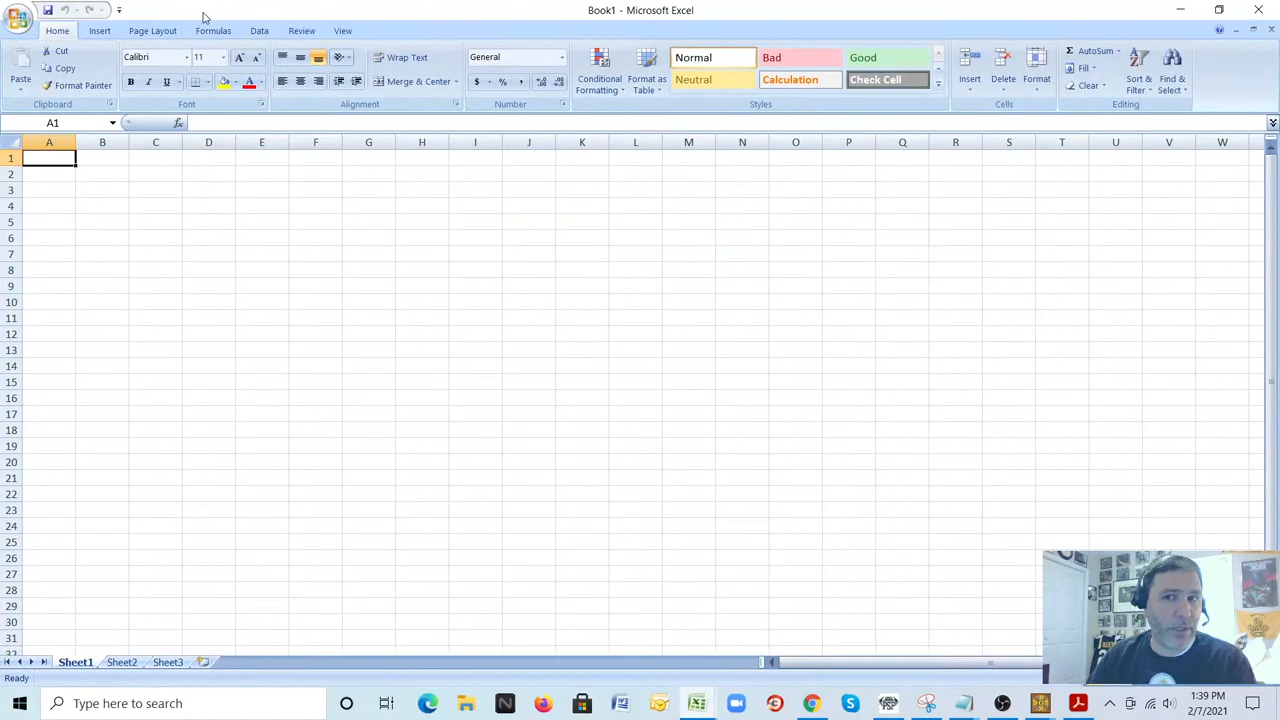 Book1 - Microsoft Excel
Home Insert Page Layout Formulas Data Review View
Cut Calibri 11 Wrap Text General Normal Bad Good AutoSum
Copy Fill
Paste Format Painter B I U A Merge & Center $ % , Neutral Calculation Check Cell Clear
Conditional Formatting Format as Table Insert Delete Format Sort & Filter Find & Select
Clipboard Font Alignment Number Styles Cells Editing
A1 fx
A B C D E F G H I J K L M N O P Q R S T U V W
1
2
3
4
5
6
7
8
9
10
11
12
13
14
15
16
17
18
19
20
21
22
23
24
25
26
27
28
29
30
31
Sheet1 Sheet2 Sheet3
Ready
Type here to search
1:39 PM
2/7/2021